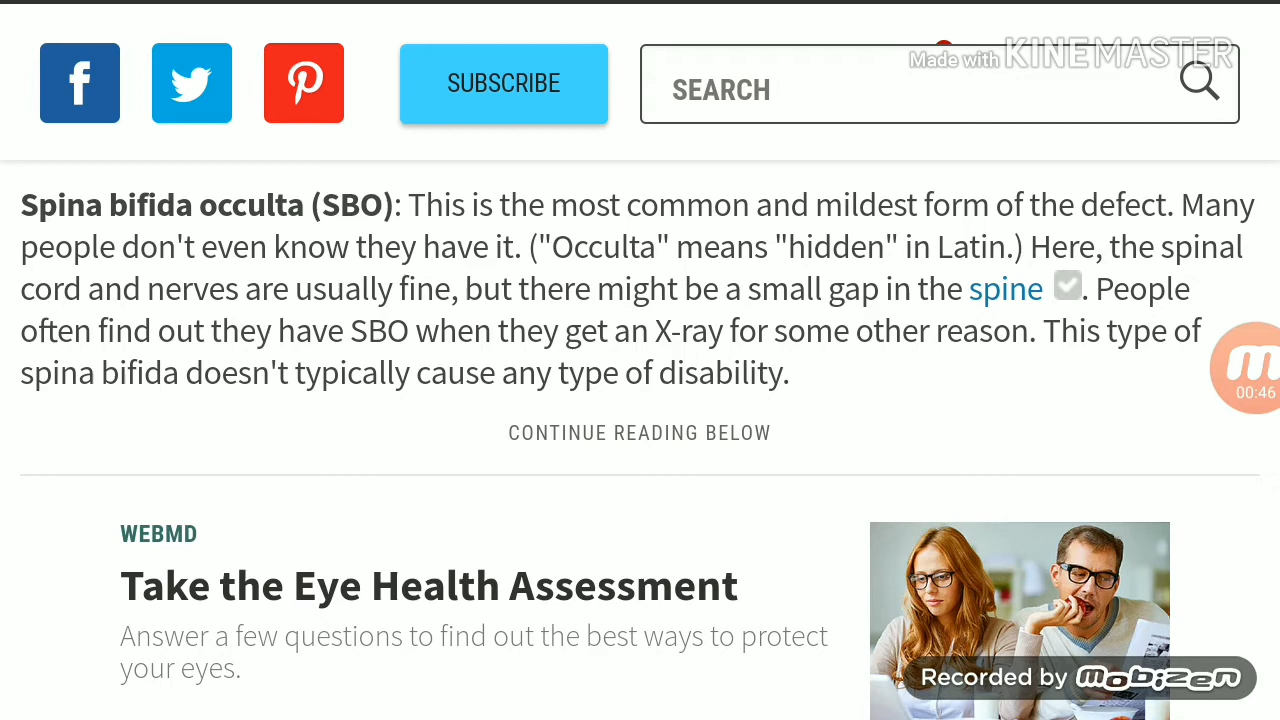 Made with KINEMASTER
SUBSCRIBE
SEARCH
Spina bifida occulta (SBO): This is the most common and mildest form of the defect. Many
people don't even know they have it. ("Occulta" means "hidden" in Latin.) Here, the spinal
cord and nerves are usually fine, but there might be a small gap in the spine . People
often find out they have SBO when they get an X-ray for some other reason. This type of
spina bifida doesn't typically cause any type of disability.
00:46
CONTINUE READING BELOW
WEBMD
Take the Eye Health Assessment
Answer a few questions to find out the best ways to protect
your eyes.
Recorded by mobizen